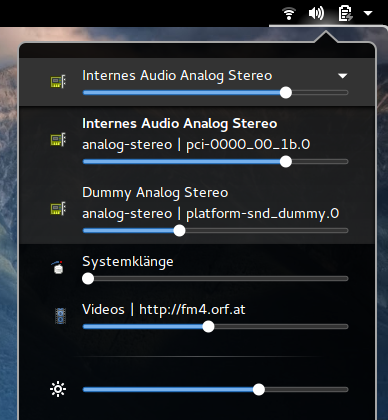 Internes Audio Analog Stereo
Internes Audio Analog Stereo
analog-stereo | pci-0000_00_1b.0
Dummy Analog Stereo
analog-stereo | platform-snd_dummy.0
Systemklänge
Videos | http://fm4.orf.at